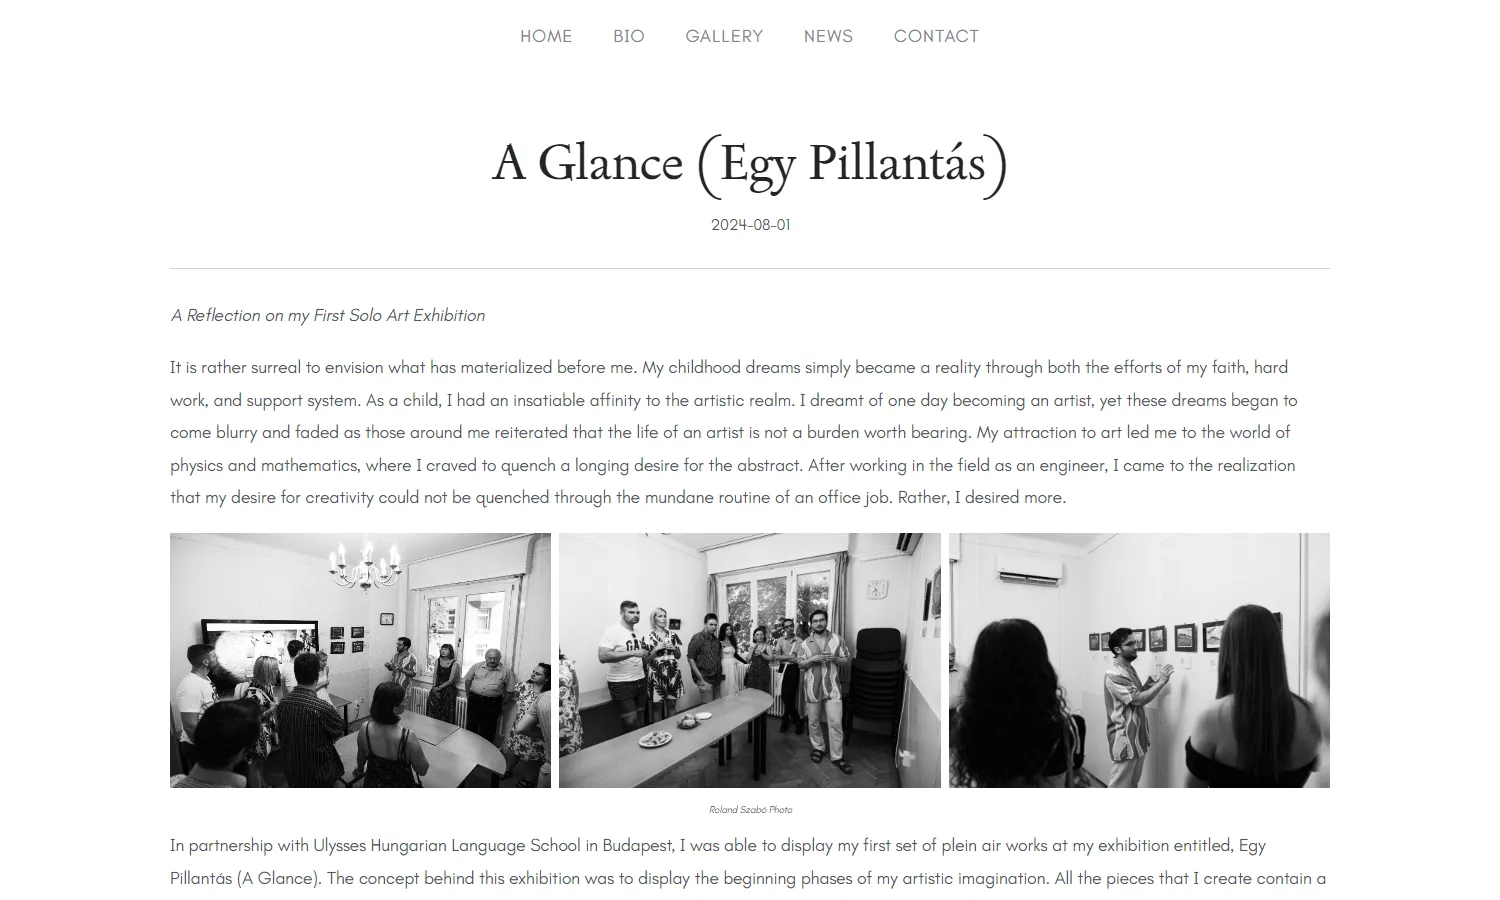 HOME BIO GALLERY NEWS CONTACT
A Glance (Egy Pillantás)
2024-08-01
A Reflection on my First Solo Art Exhibition
It is rather surreal to envision what has materialized before me. My childhood dreams simply became a reality through both the efforts of my faith, hard
work, and support system. As a child, I had an insatiable affinity to the artistic realm. I dreamt of one day becoming an artist, yet these dreams began to
come blurry and faded as those around me reiterated that the life of an artist is not a burden worth bearing. My attraction to art led me to the world of
physics and mathematics, where I craved to quench a longing desire for the abstract. After working in the field as an engineer, I came to the realization
that my desire for creativity could not be quenched through the mundane routine of an office job. Rather, I desired more.
Roland Szabó Photo
In partnership with Ulysses Hungarian Language School in Budapest, I was able to display my first set of plein air works at my exhibition entitled, Egy
Pillantás (A Glance). The concept behind this exhibition was to display the beginning phases of my artistic imagination. All the pieces that I create contain a